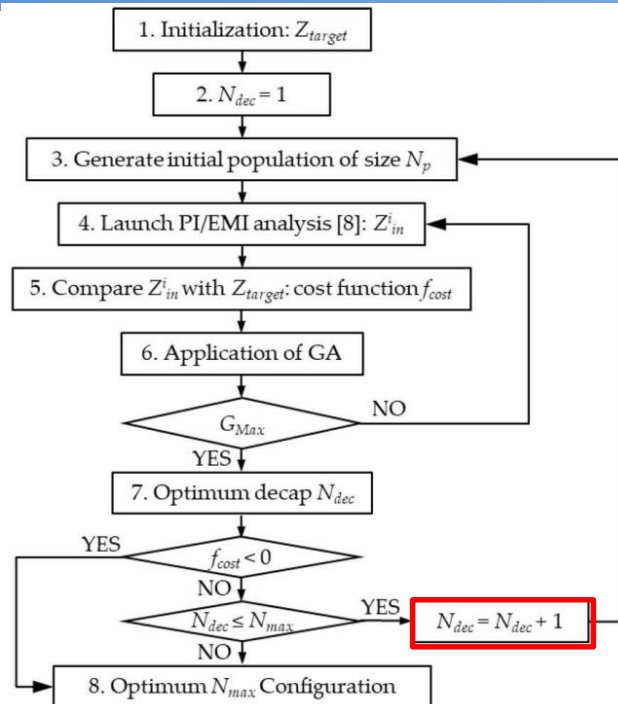 1. Initialization: Z_target
2. N_dec = 1
3. Generate initial population of size N_p
4. Launch PI/EMI analysis [8]: Z^i_in
5. Compare Z^i_in with Z_target: cost function f_cost
6. Application of GA
G_Max
NO
YES
7. Optimum decap N_dec
YES
f_cost < 0
NO
N_dec ≤ N_max
YES
N_dec = N_dec + 1
NO
8. Optimum N_max Configuration